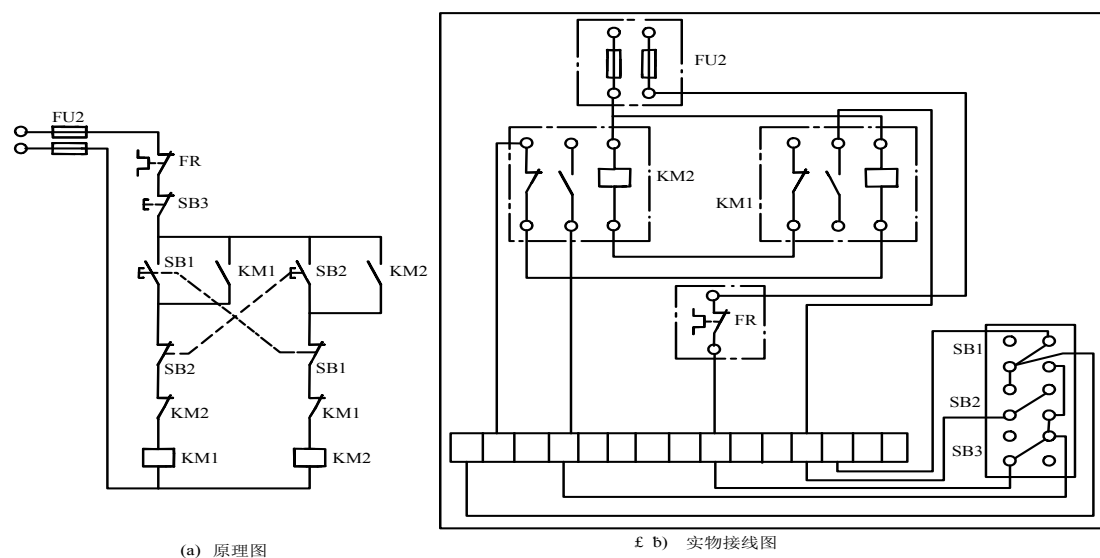 FU2
FR
SB3
SB1
KM1
SB2
KM2
SB2
SB1
KM2
KM1
KM1
KM2
(a) 原理图
FU2
KM2
KM1
FR
SB1
SB2
SB3
£ b) 实物接线图